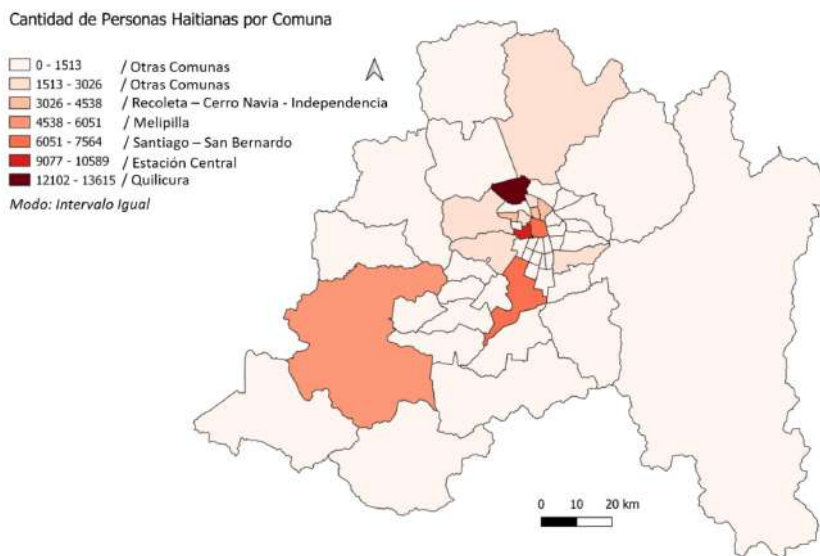 Cantidad de Personas Haitianas por Comuna
0 - 1513 / Otras Comunas
1513 - 3026 / Otras Comunas
3026 - 4538 / Recoleta – Cerro Navia - Independencia
4538 - 6051 / Melipilla
6051 - 7564 / Santiago – San Bernardo
9077 - 10589 / Estación Central
12102 - 13615 / Quilicura
Modo: Intervalo Igual
0 10 20 km